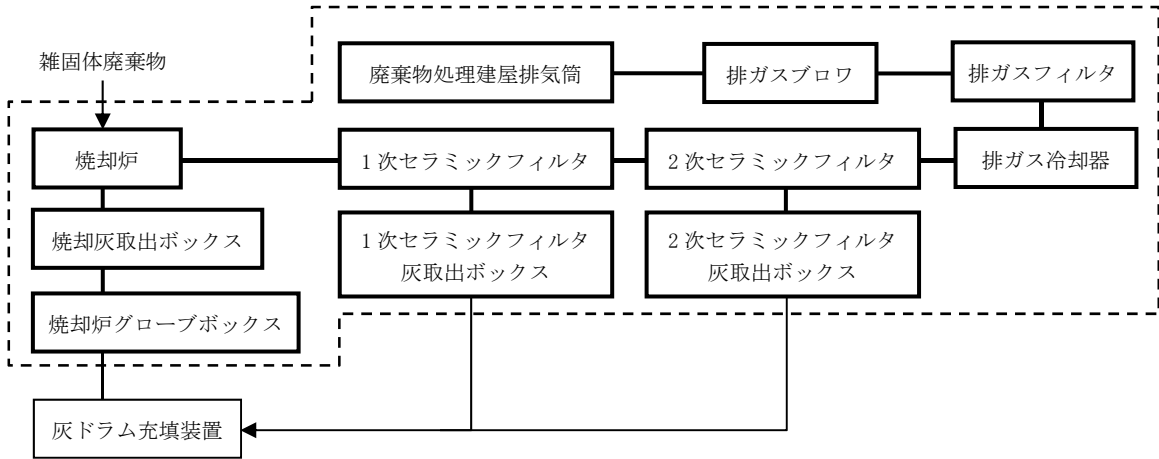 雑固体廃棄物
廃棄物処理建屋排気筒
排ガスブロワ
排ガスフィルタ
焼却炉
1次セラミックフィルタ
2次セラミックフィルタ
排ガス冷却器
焼却灰取出ボックス
1次セラミックフィルタ
灰取出ボックス
2次セラミックフィルタ
灰取出ボックス
焼却炉グローブボックス
灰ドラム充填装置